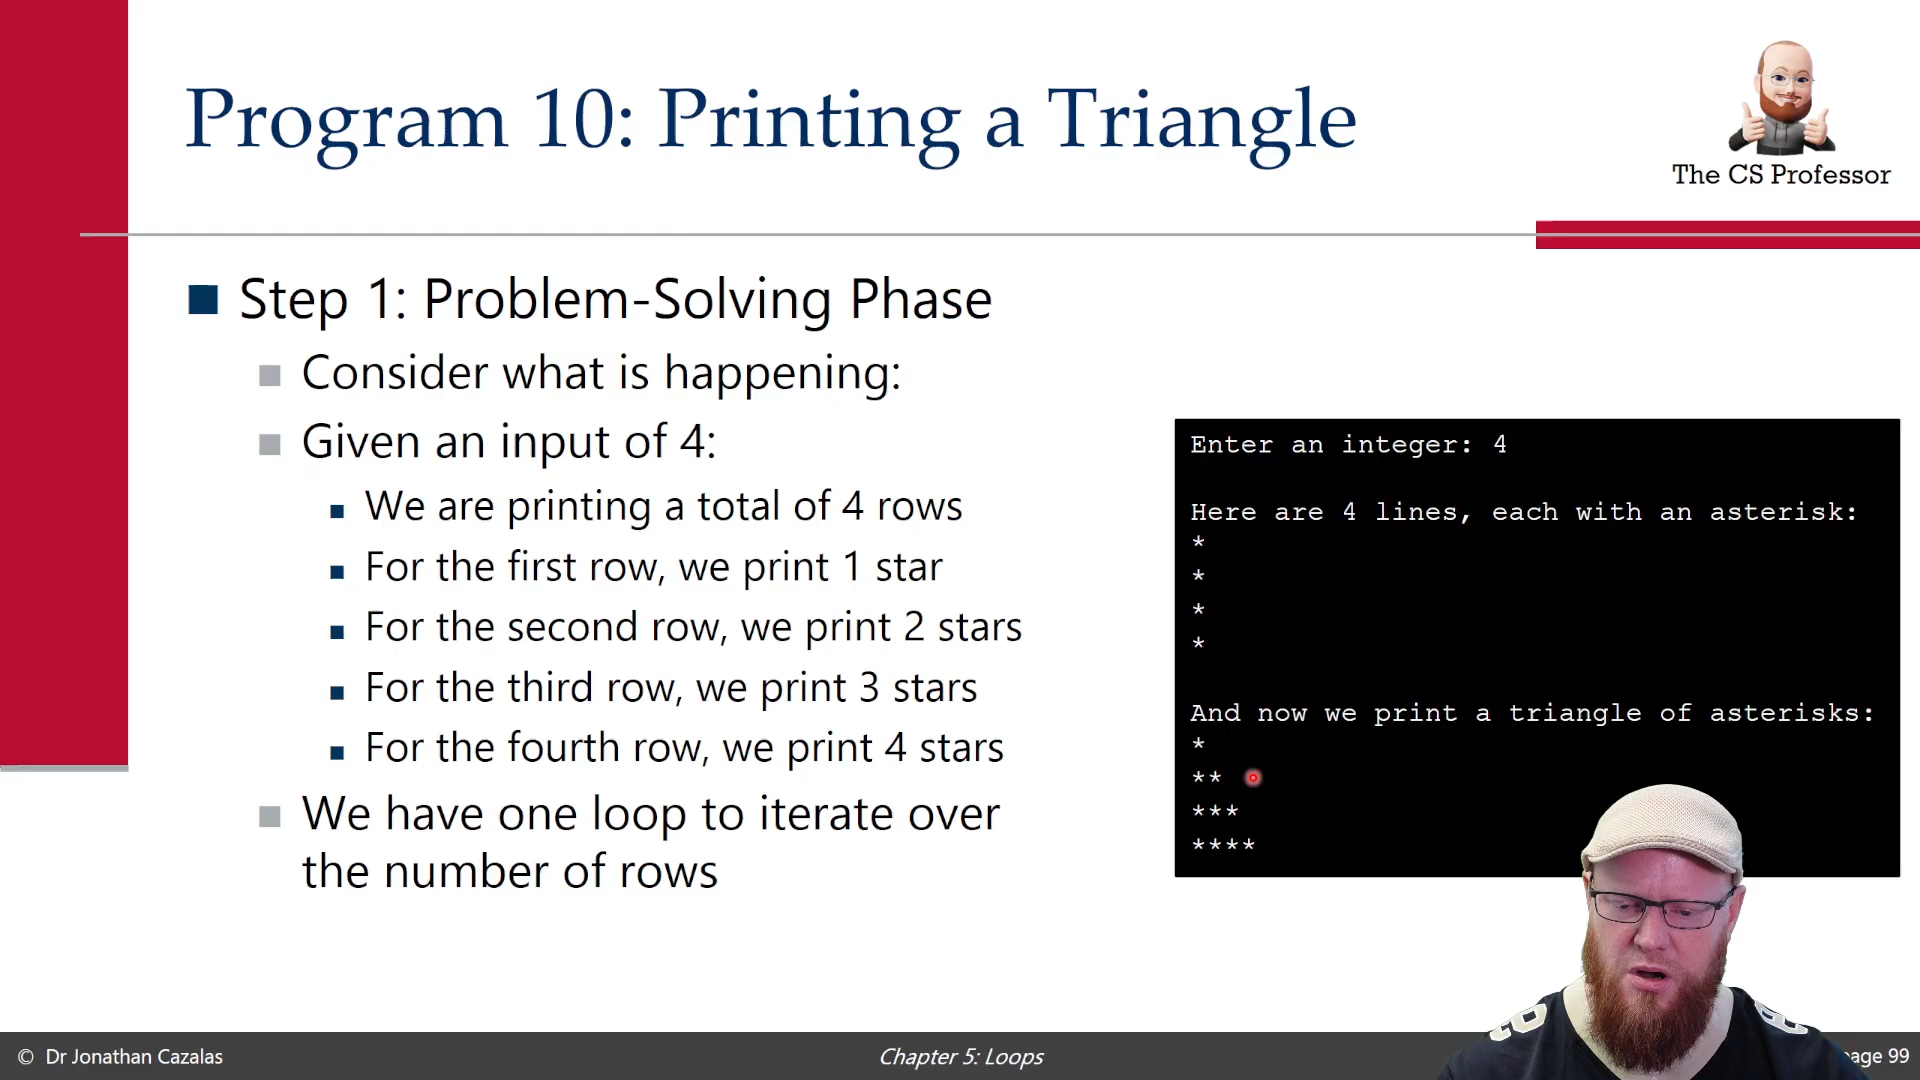 Program 10: Printing a Triangle
The CS Professor
Step 1: Problem-Solving Phase
Consider what is happening:
Given an input of 4:
We are printing a total of 4 rows
For the first row, we print 1 star
For the second row, we print 2 stars
For the third row, we print 3 stars
For the fourth row, we print 4 stars
We have one loop to iterate over
the number of rows
Enter an integer: 4
Here are 4 lines, each with an asterisk:
*
*
*
*
And now we print a triangle of asterisks:
*
**
***
****
© Dr Jonathan Cazalas
Chapter 5: Loops
page 99